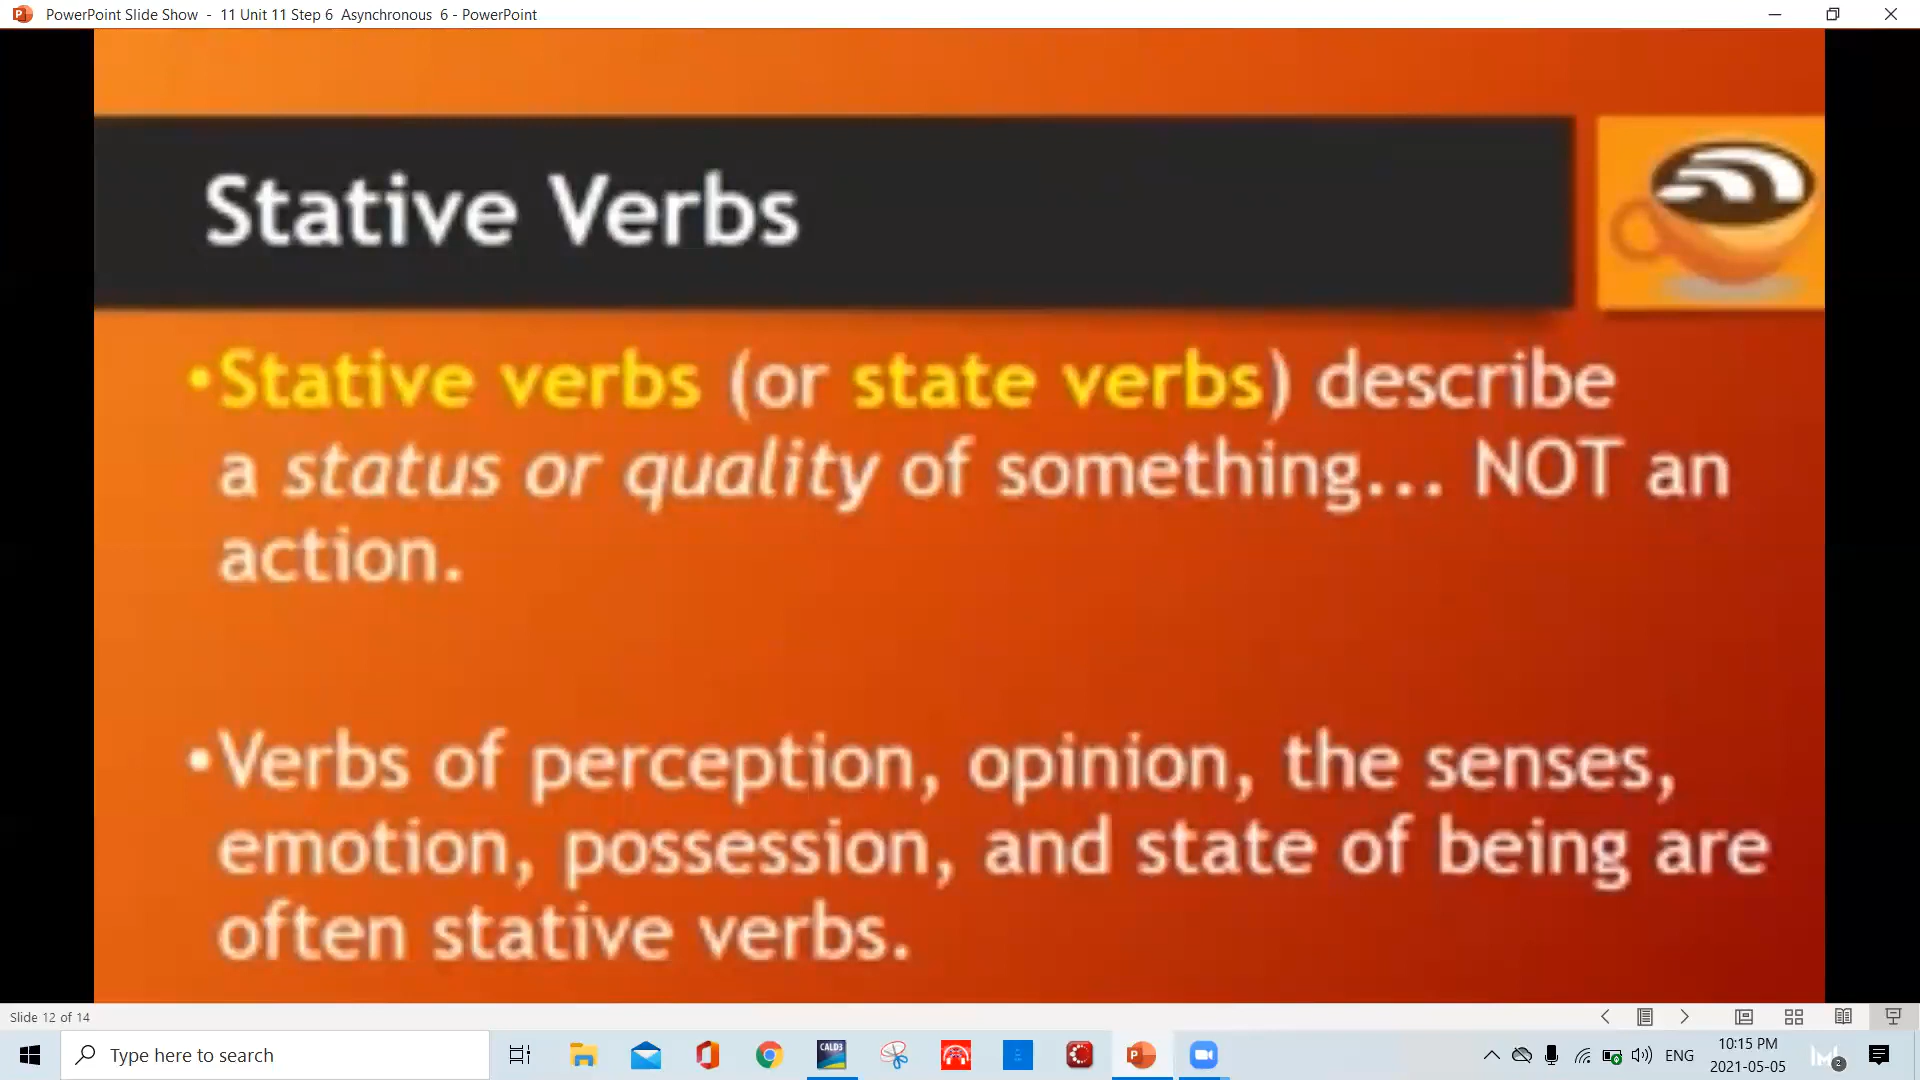 PowerPoint Slide Show - 11 Unit 11 Step 6 Asynchronous 6 - PowerPoint
Stative Verbs
•Stative verbs (or state verbs) describe
a status or quality of something... NOT an
action.
•Verbs of perception, opinion, the senses,
emotion, possession, and state of being are
often stative verbs.
Slide 12 of 14
Type here to search
CALD3
ENG
10:15 PM
2021-05-05
2